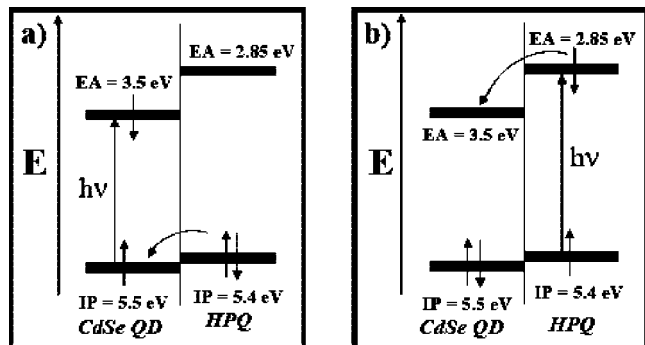 a)
EA = 2.85 eV
EA = 3.5 eV
E
hν
IP = 5.5 eV
IP = 5.4 eV
CdSe QD
HPQ
b)
EA = 2.85 eV
EA = 3.5 eV
E
hν
IP = 5.5 eV
IP = 5.4 eV
CdSe QD
HPQ